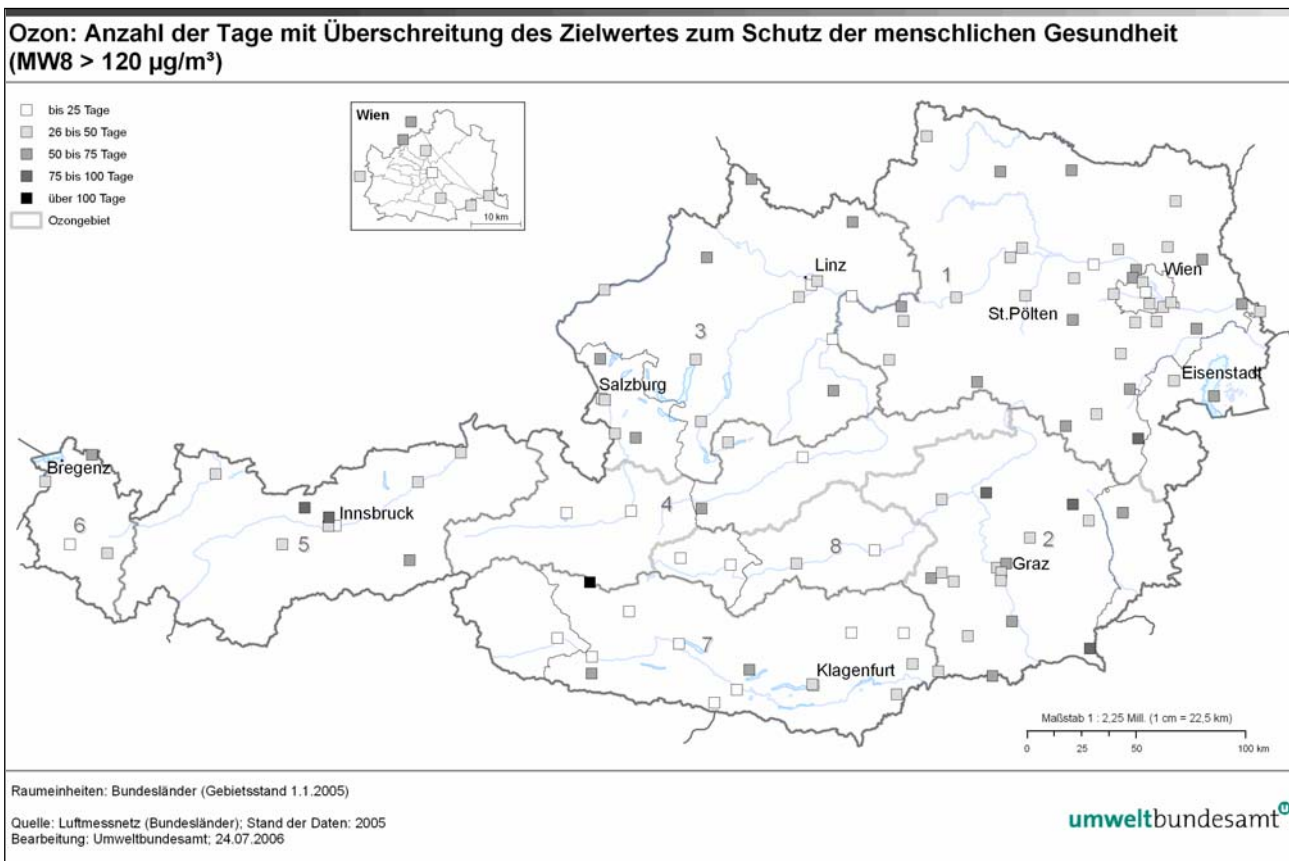 Ozon: Anzahl der Tage mit Überschreitung des Zielwertes zum Schutz der menschlichen Gesundheit
(MW8 > 120 µg/m³)
bis 25 Tage
26 bis 50 Tage
50 bis 75 Tage
75 bis 100 Tage
über 100 Tage
Ozongebiet
Wien
10 km
Linz
1
Wien
St.Pölten
3
Salzburg
Eisenstadt
Bregenz
Innsbruck
4
6
5
8
2
Graz
7
Klagenfurt
Maßstab 1 : 2,25 Mill. (1 cm = 22,5 km)
0 25 50 100 km
Raumeinheiten: Bundesländer (Gebietsstand 1.1.2005)
Quelle: Luftmessnetz (Bundesländer); Stand der Daten: 2005
Bearbeitung: Umweltbundesamt; 24.07.2006
umweltbundesamt u